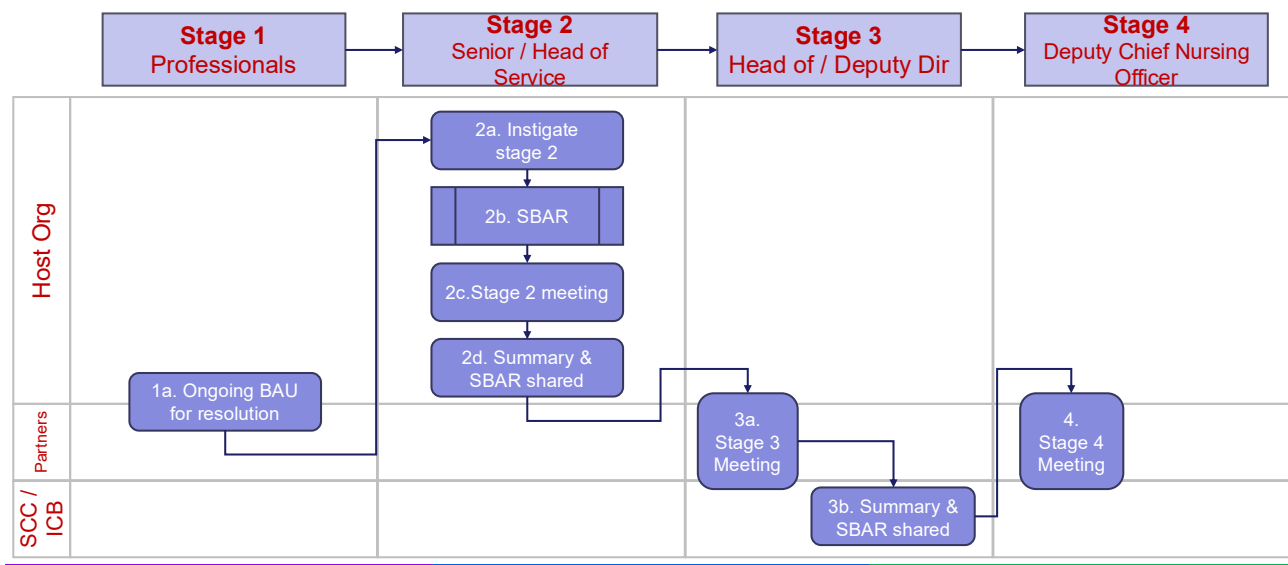 Stage 1
Professionals
Stage 2
Senior / Head of
Service
Stage 3
Head of / Deputy Dir
Stage 4
Deputy Chief Nursing
Officer
Host Org
2a. Instigate
stage 2
2b. SBAR
2c.Stage 2 meeting
2d. Summary &
SBAR shared
1a. Ongoing BAU
for resolution
Partners
3a.
Stage 3
Meeting
4.
Stage 4
Meeting
SCC /
ICB
3b. Summary &
SBAR shared